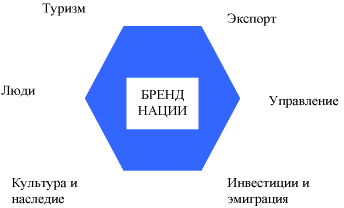 Туризм
Экспорт
Люди
БРЕНД
НАЦИИ
Управление
Культура и
наследие
Инвестиции и
эмиграция